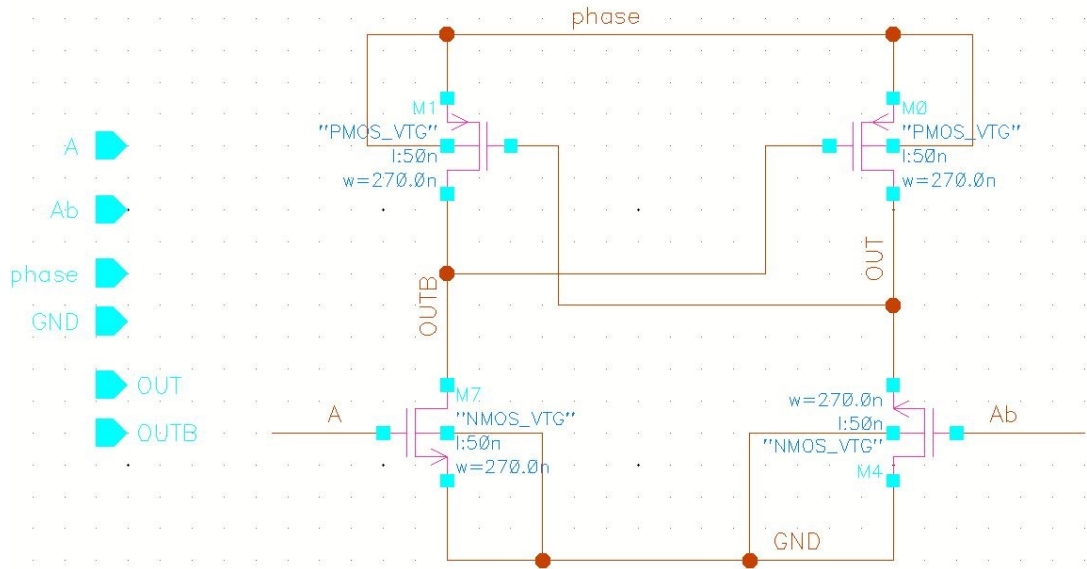 phase
M1
"PMOS_VTG"
l:50n
w=270.0n
M0
"PMOS_VTG"
l:50n
w=270.0n
A
Ab
phase
GND
OUT
OUTB
OUTB
OUT
A
M7
"NMOS_VTG"
l:50n
w=270.0n
w=270.0n
l:50n
"NMOS_VTG"
M4
Ab
GND